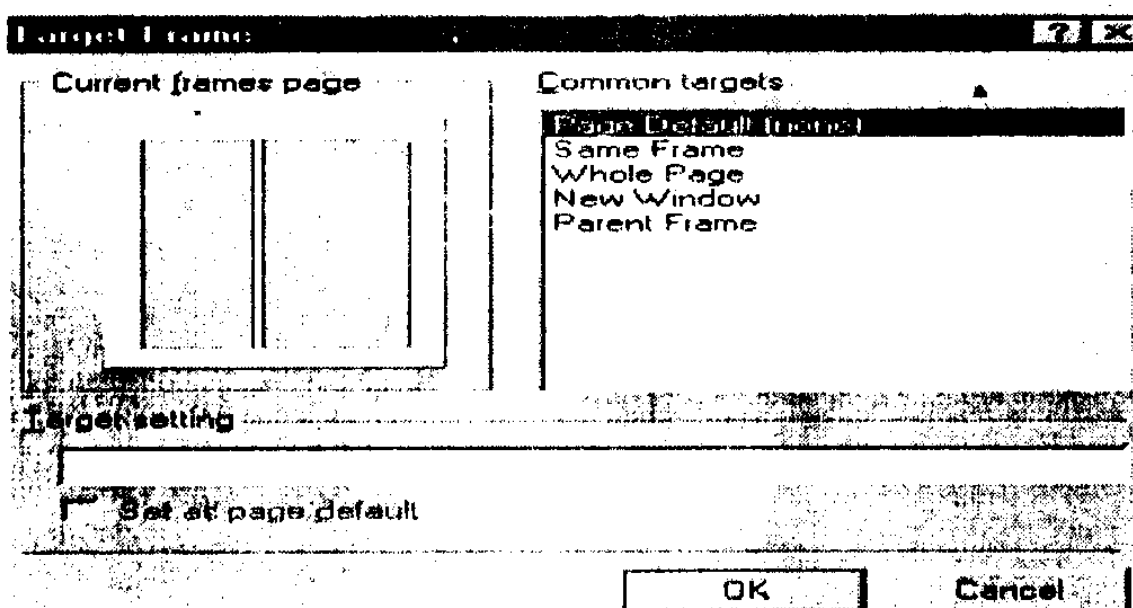 Target Frame
Current frames page
Common targets
Page Default (none)
Same Frame
Whole Page
New Window
Parent Frame
Target setting
Set as page default
OK
Cancel